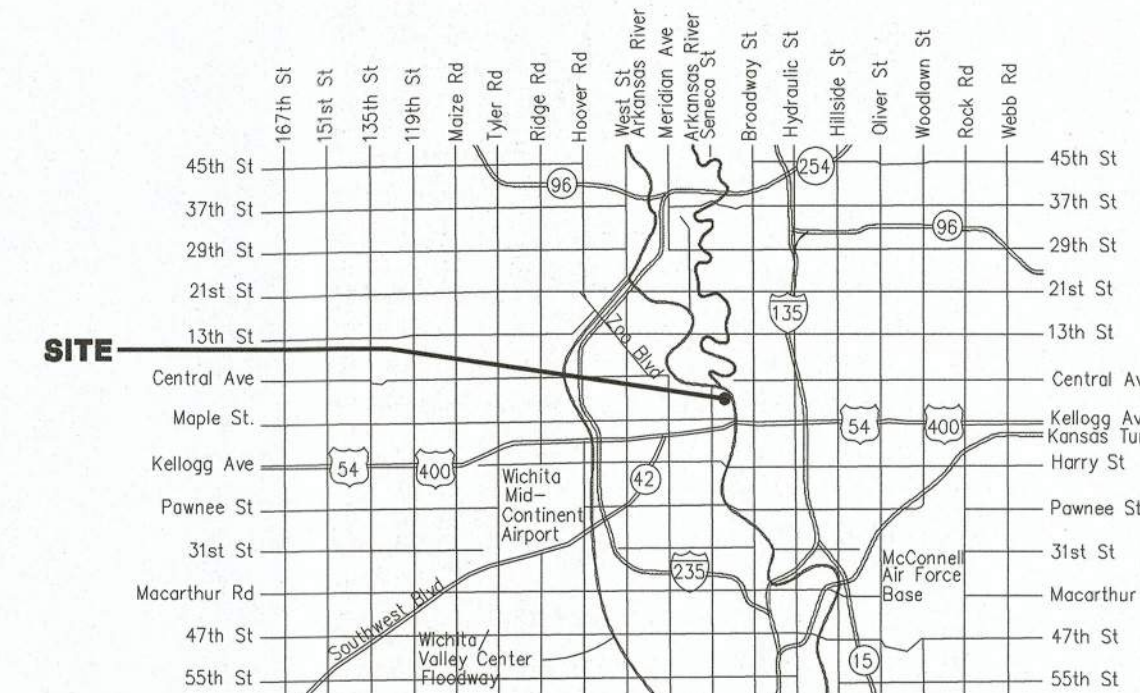 167th St
151st St
135th St
119th St
Maize Rd
Tyler Rd
Ridge Rd
Hoover Rd
West St
Arkansas River
Meridian Ave
Arkansas River
Seneca St
Broadway St
Hydraulic St
Hillside St
Oliver St
Woodlawn St
Rock Rd
Webb Rd
45th St
254
45th St
96
37th St
37th St
96
29th St
29th St
21st St
21st St
135
13th St
13th St
Zoo Blvd
SITE
Central Ave
Central Av
Maple St.
54
400
Kellogg Av
Kansas Tur
Kellogg Ave
54
400
42
Harry St
Wichita
Mid-
Continent
Airport
Pawnee St
Pawnee St
31st St
31st St
235
McConnell
Air Force
Base
Macarthur Rd
Macarthur
Southwest Blvd
47th St
47th St
Wichita/
Valley Center
Floodway
15
55th St
55th St